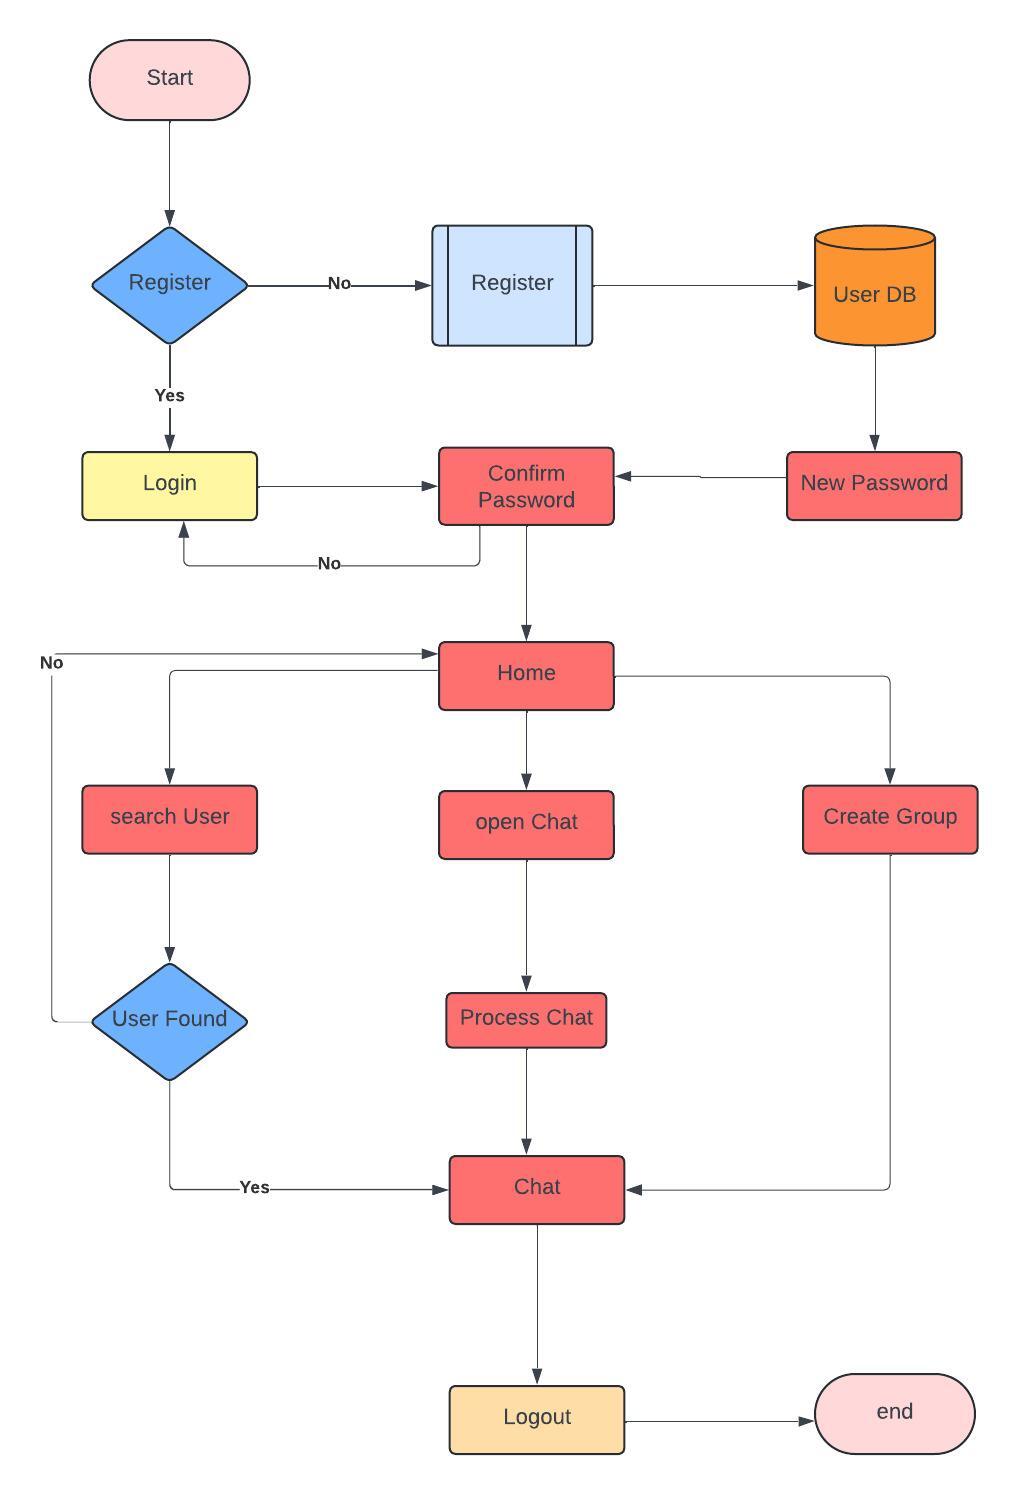 Start
Register
No
Register
User DB
Yes
Login
Confirm
Password
New Password
No
No
Home
search User
open Chat
Create Group
User Found
Process Chat
Yes
Chat
Logout
end